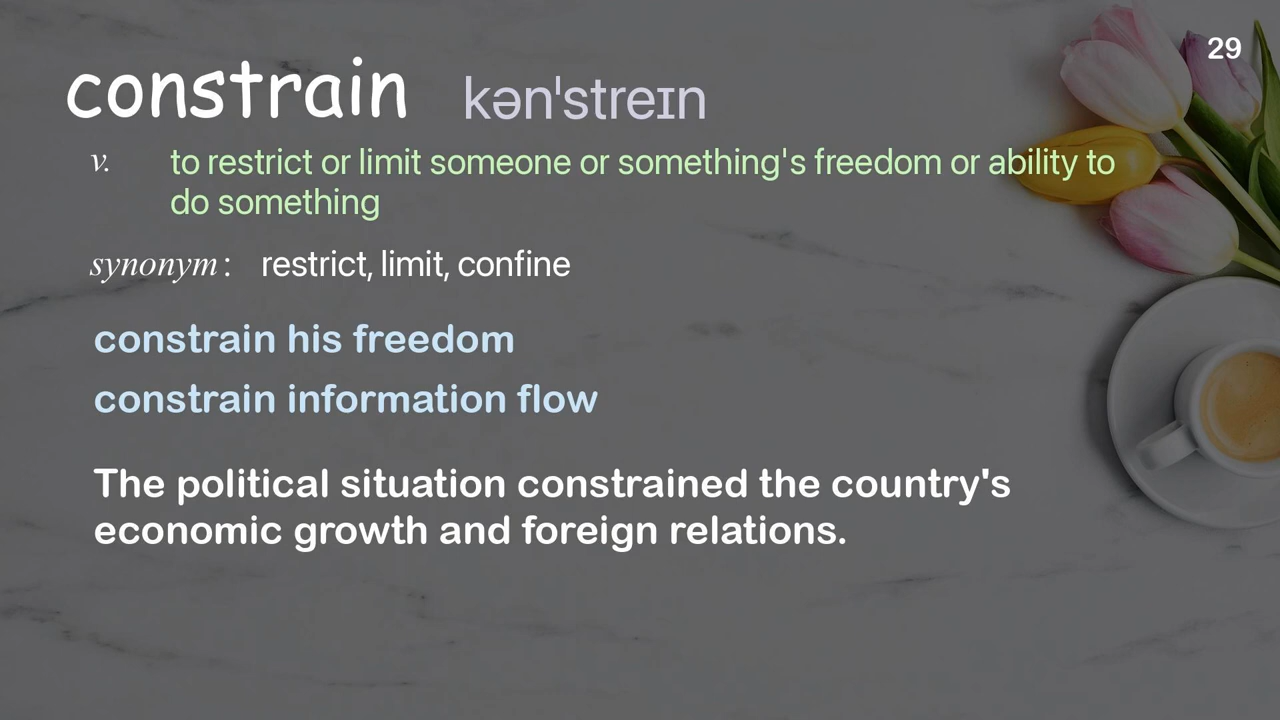 29
constrain kən'streɪn
v. to restrict or limit someone or something's freedom or ability to
do something
synonym : restrict, limit, confine
constrain his freedom
constrain information flow
The political situation constrained the country's
economic growth and foreign relations.